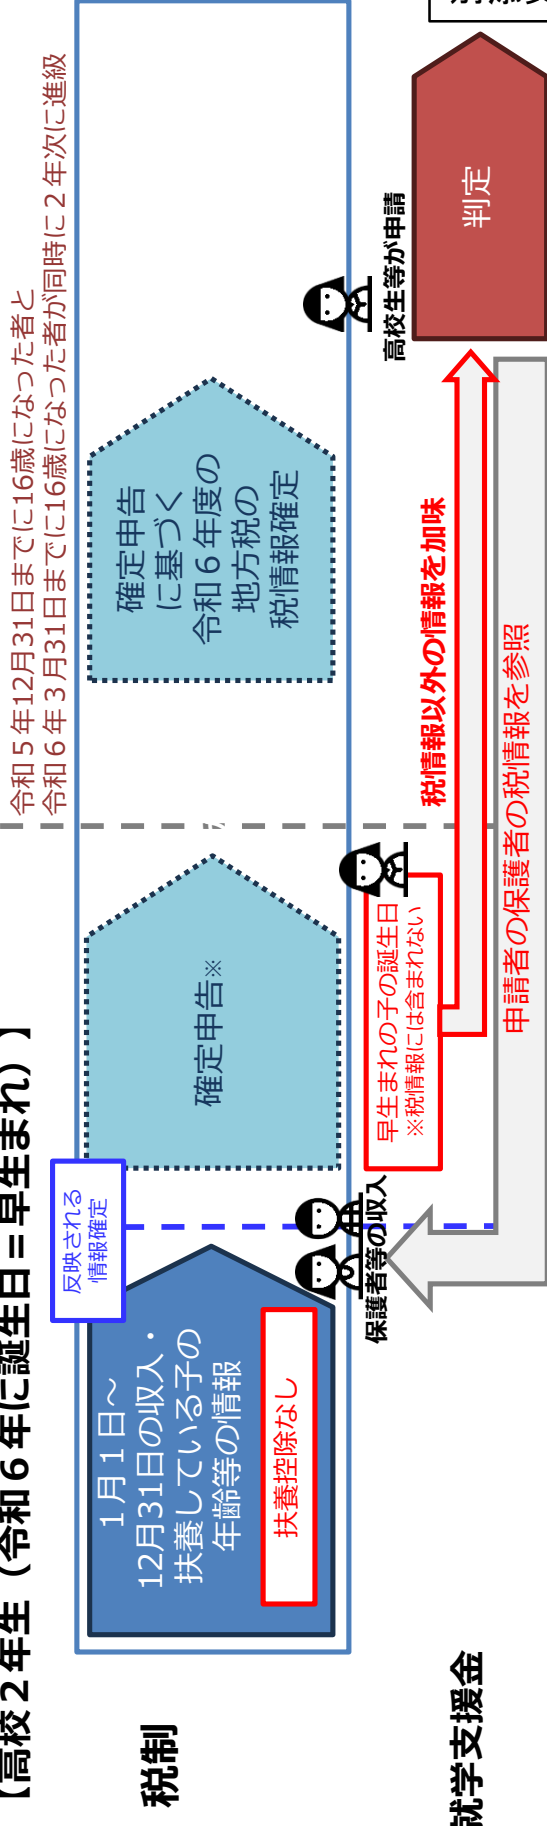 【高校２年生（令和６年に誕生日＝早生まれ）】
令和５年12月31日までに16歳になった者と
令和６年３月31日までに16歳になった者が同時に２年次に進級
税制
１月１日～
12月31日の収入・
扶養している子の
年齢等の情報
扶養控除なし
反映される
情報確定
確定申告※
確定申告
に基づく
令和６年度の
地方税の
税情報確定
保護者等の収入
早生まれの子の誕生日
※税情報には含まれない
高校生等が申請
就学支援金
税情報以外の情報を加味
申請者の保護者の税情報を参照
判定